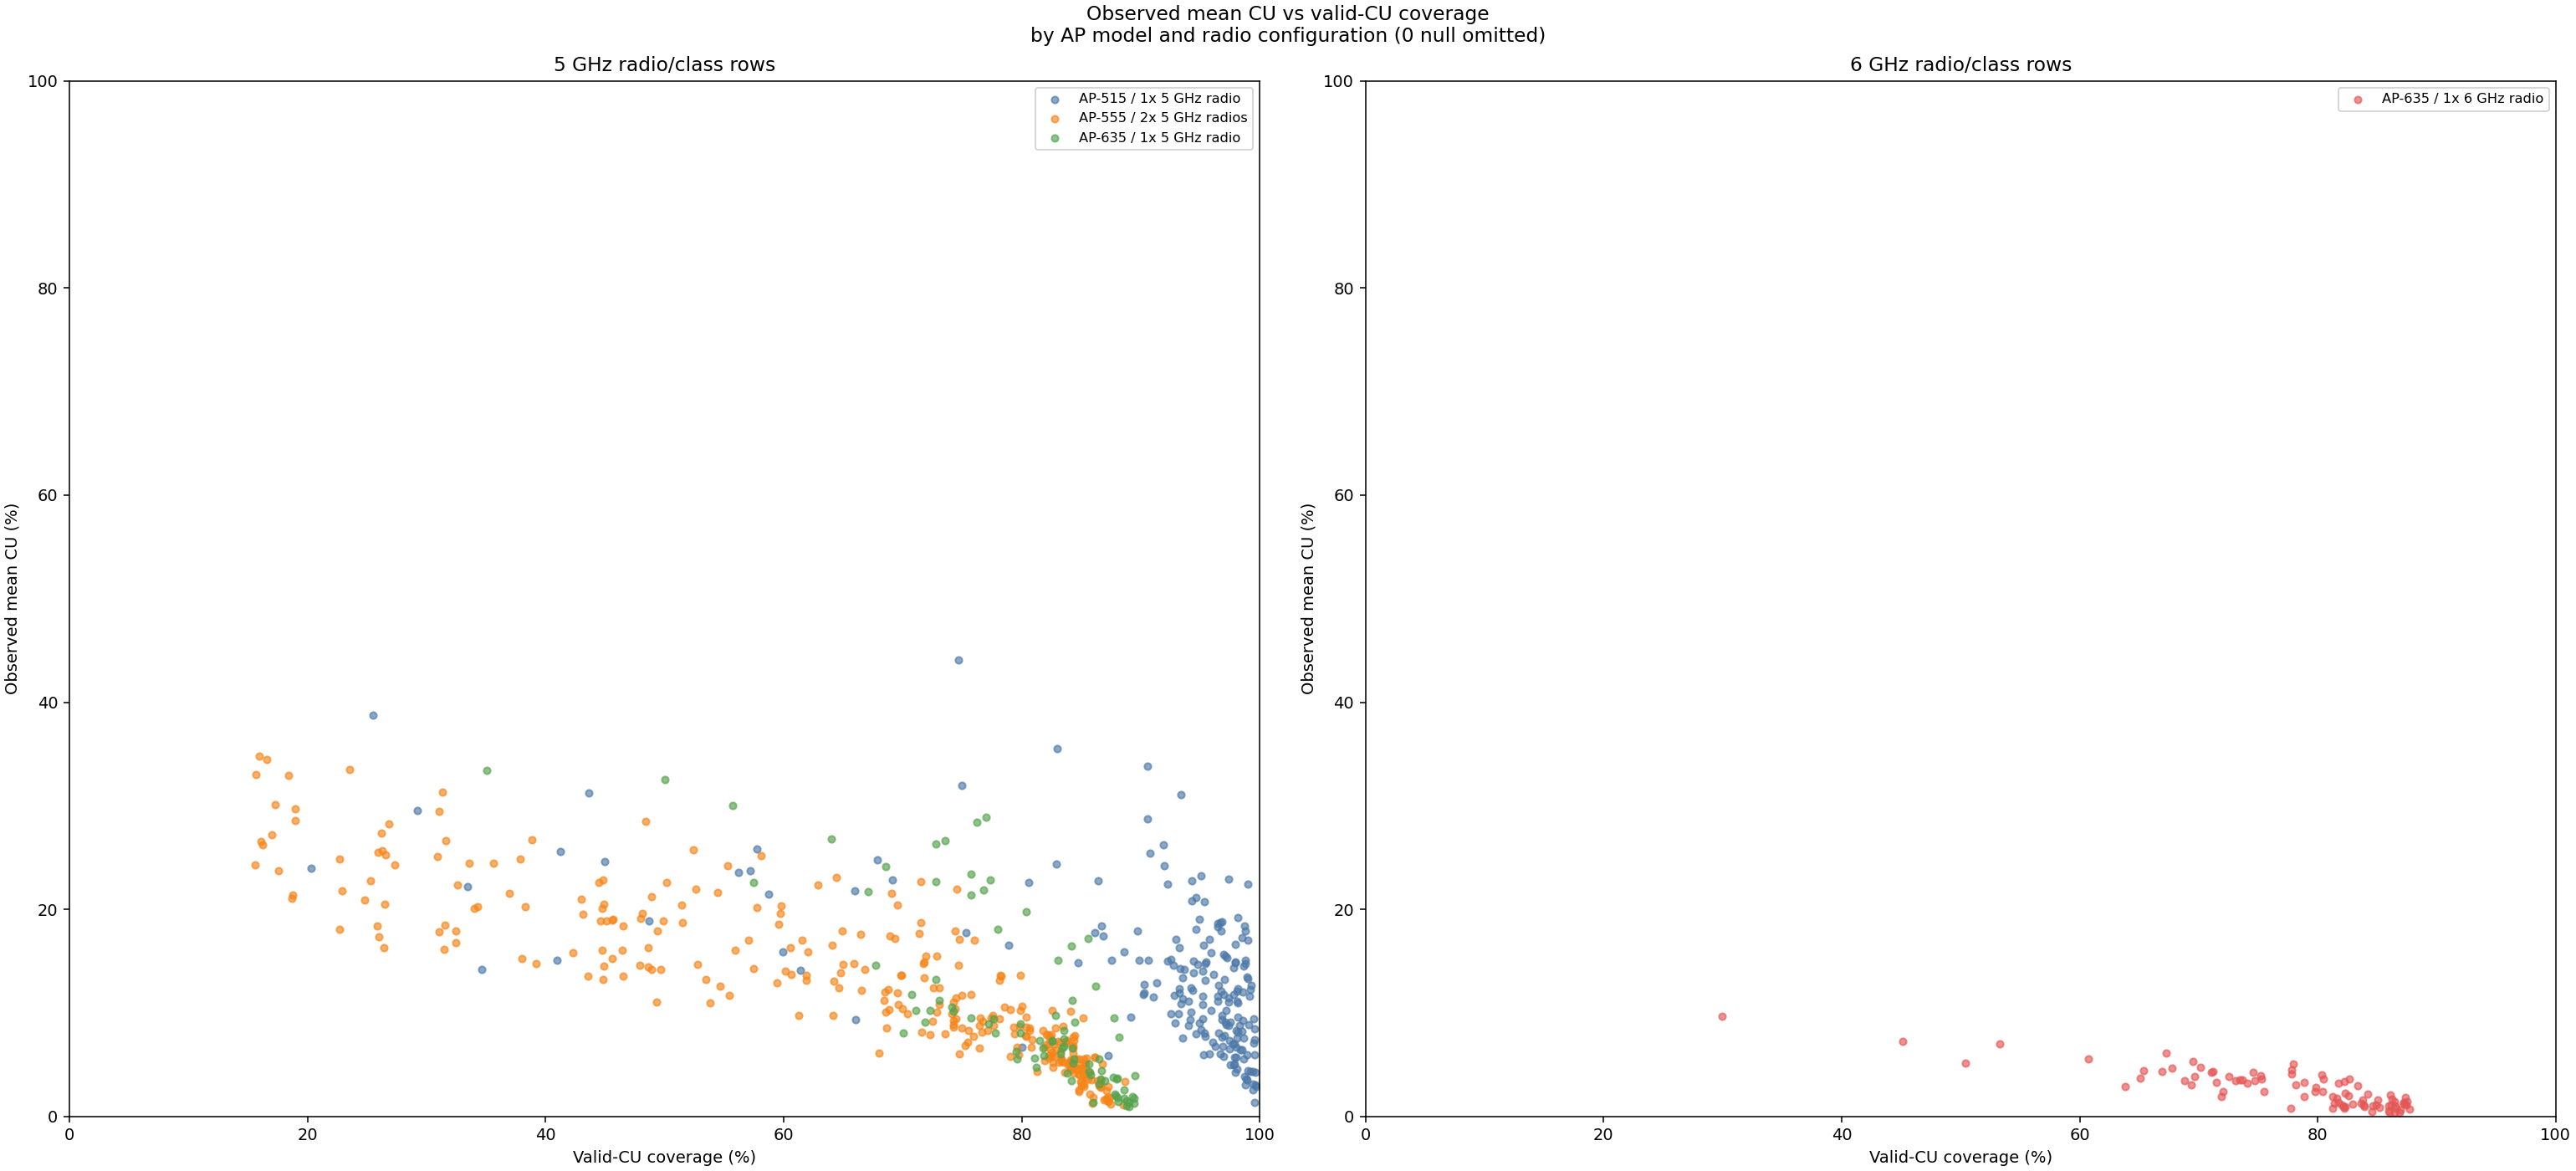 Observed mean CU vs valid-CU coverage
by AP model and radio configuration (0 null omitted)
5 GHz radio/class rows
AP-515 / 1x 5 GHz radio
AP-555 / 2x 5 GHz radios
AP-635 / 1x 5 GHz radio
100
80
60
40
20
0
Observed mean CU (%)
0 20 40 60 80 100
Valid-CU coverage (%)
6 GHz radio/class rows
AP-635 / 1x 6 GHz radio
100
80
60
40
20
0
Observed mean CU (%)
0 20 40 60 80 100
Valid-CU coverage (%)